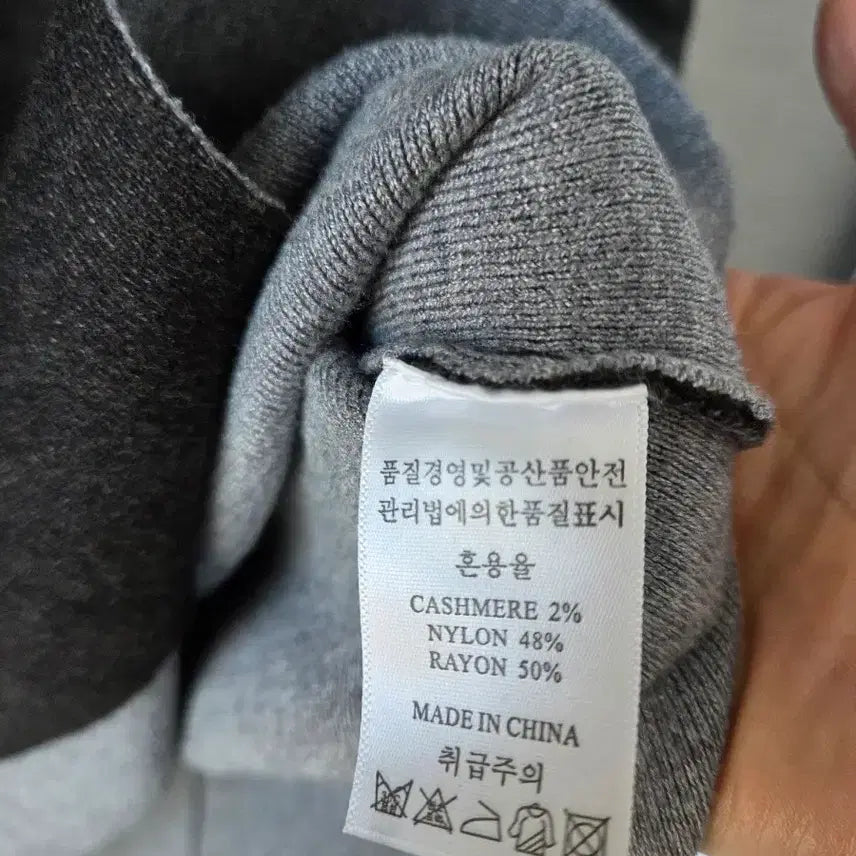 품질경영및공산품안전
관리법에의한품질표시
혼용율
CASHMERE 2%
NYLON 48%
RAYON 50%
MADE IN CHINA
취급주의